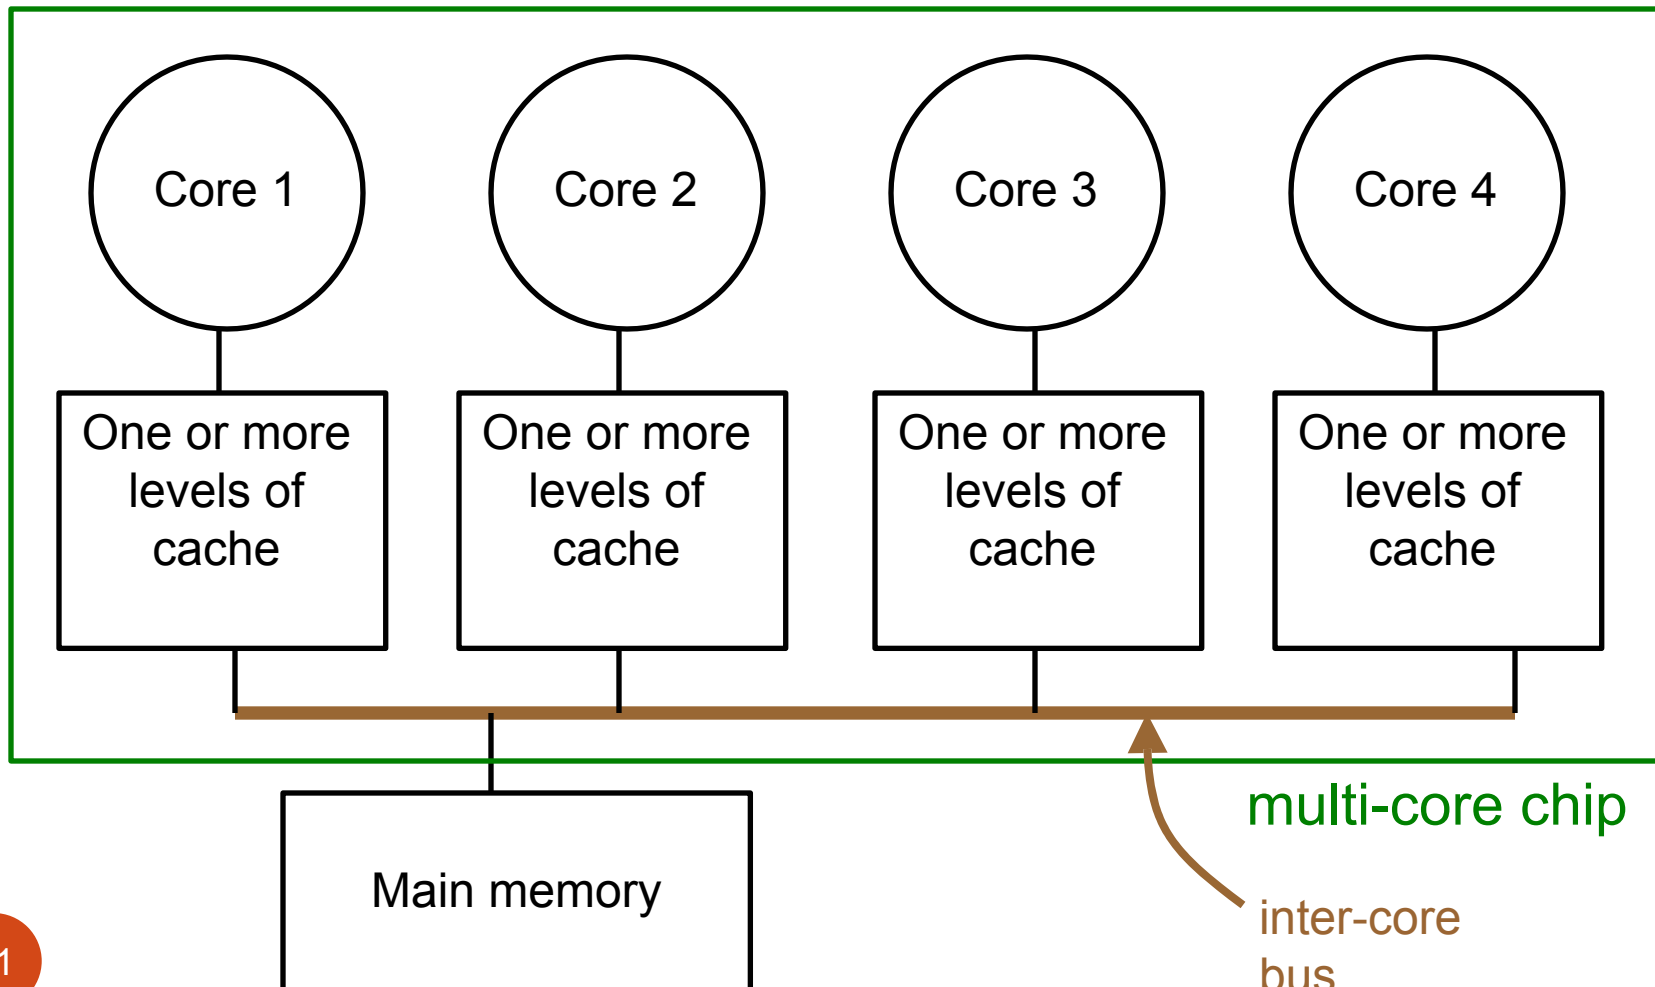 Core 1
Core 2
Core 3
Core 4
One or more
levels of
cache
One or more
levels of
cache
One or more
levels of
cache
One or more
levels of
cache
multi-core chip
Main memory
inter-core
bus
1